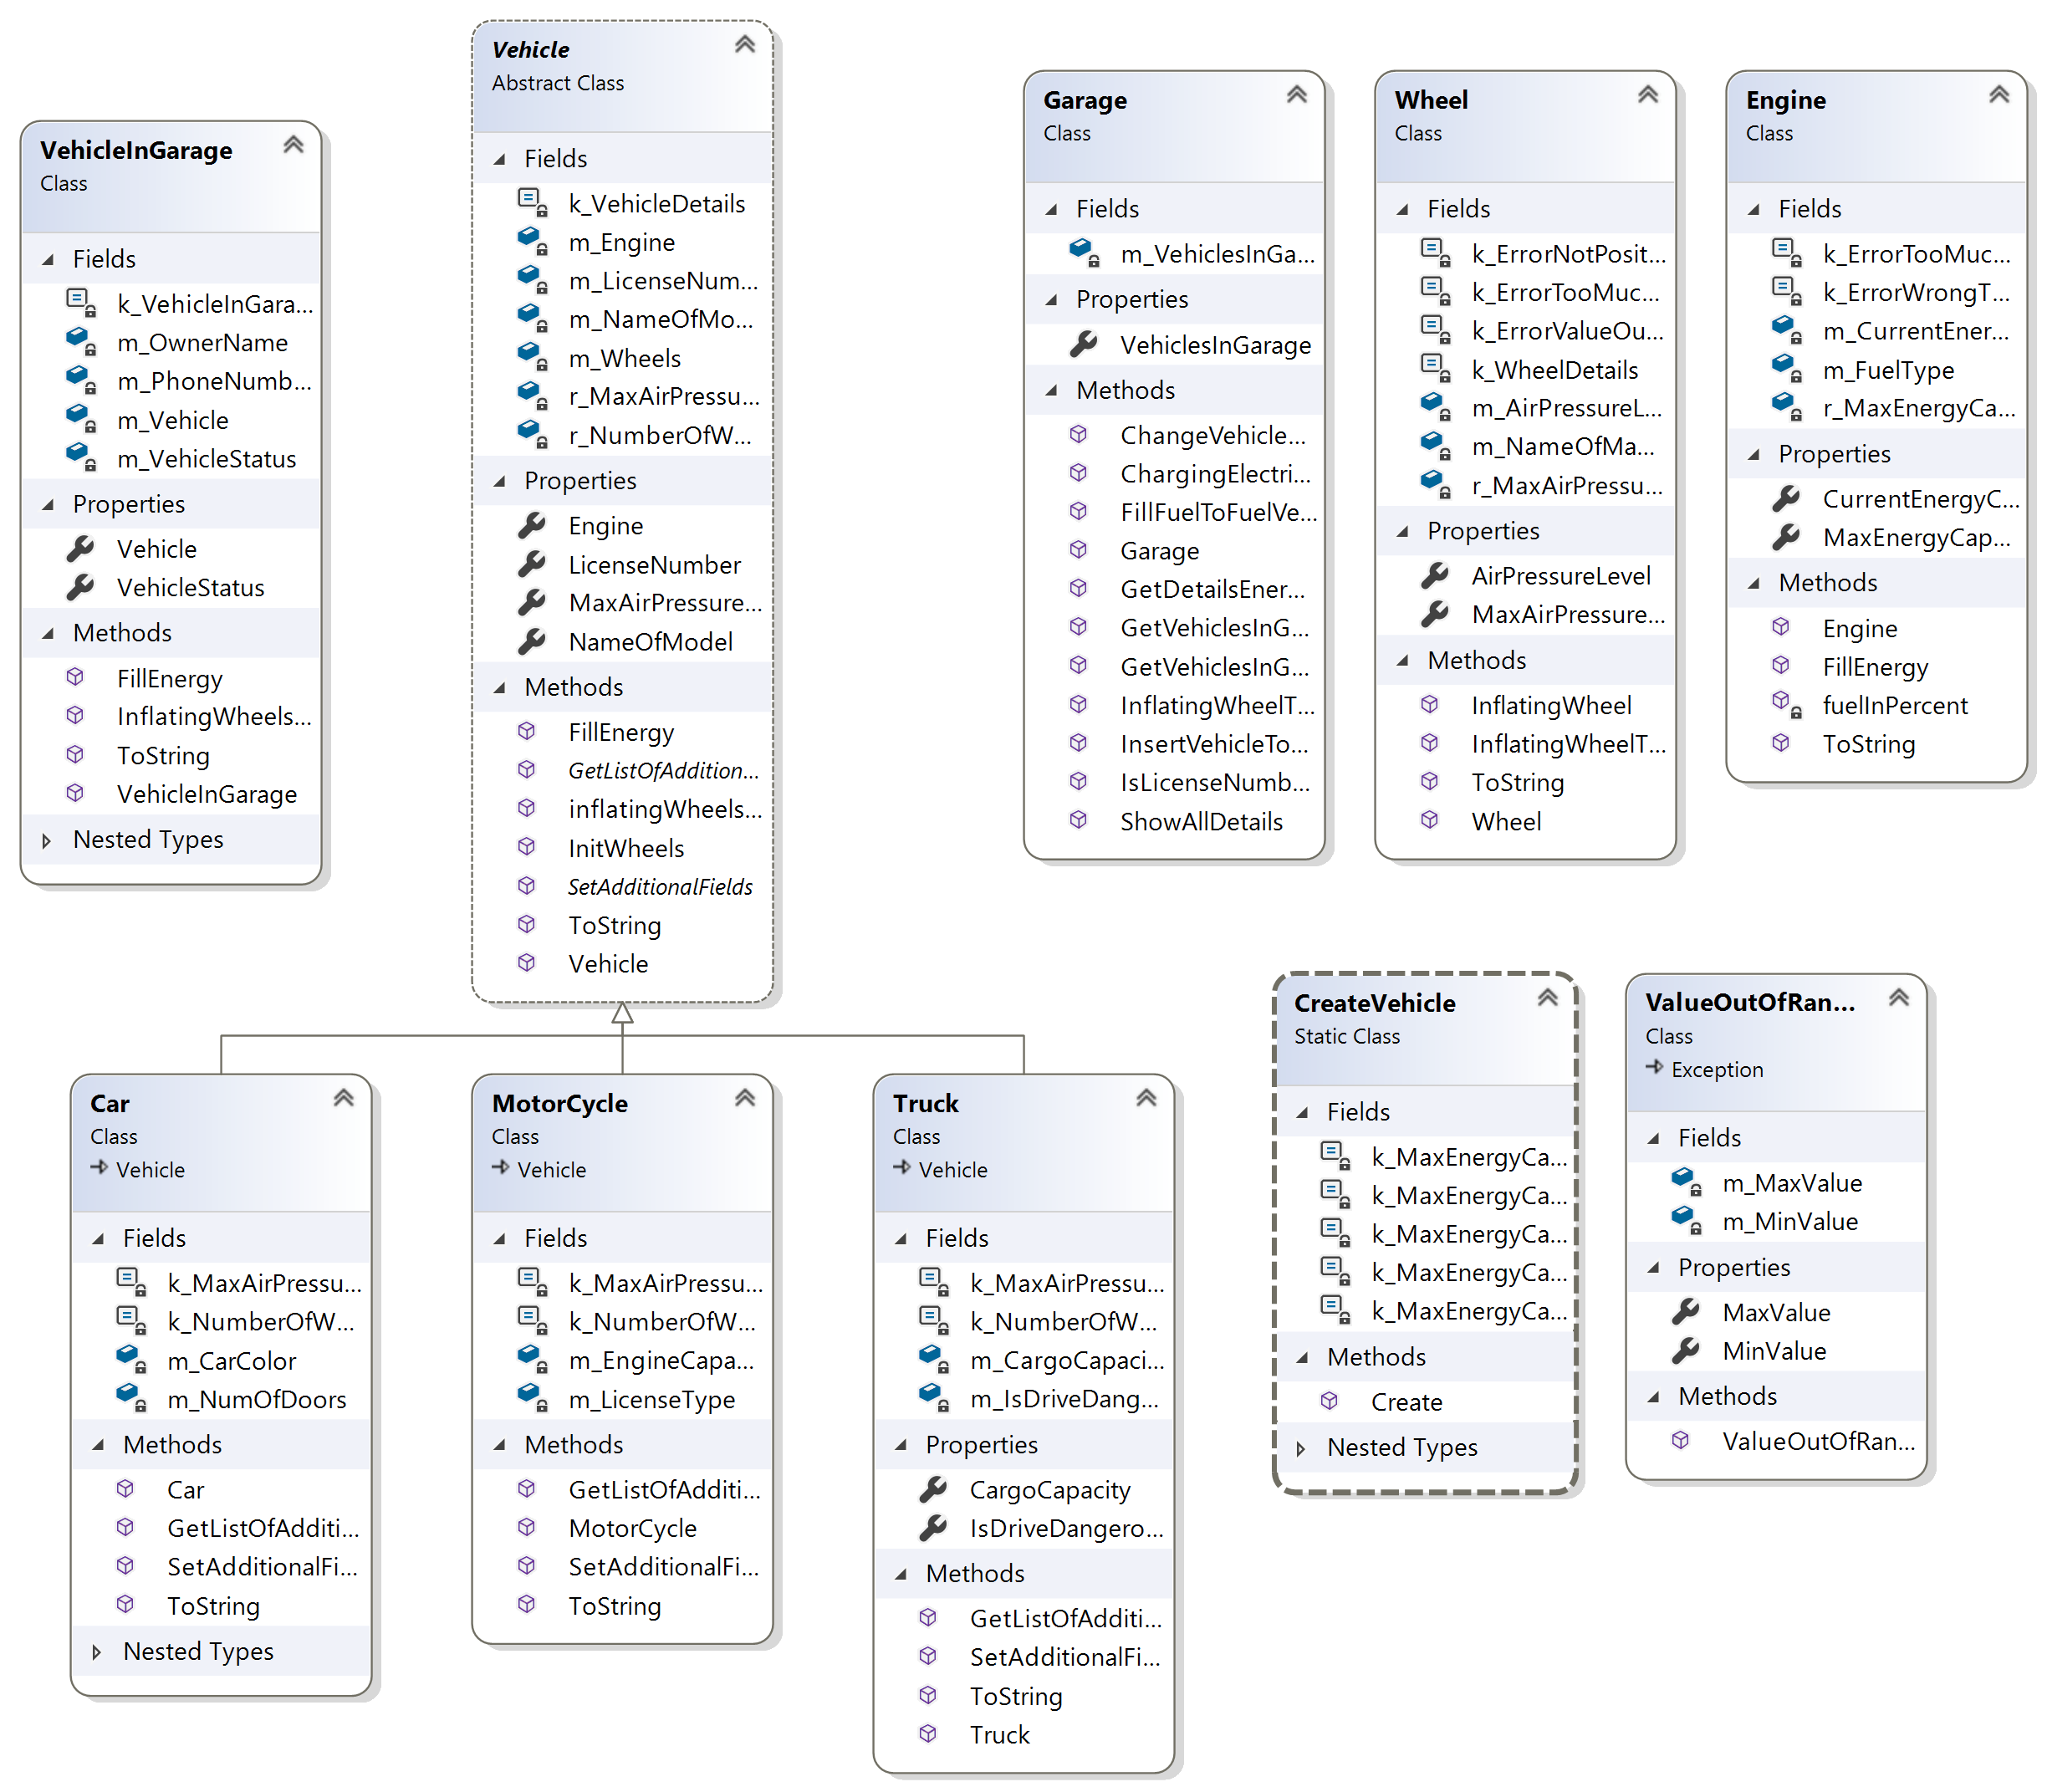 VehicleInGarage
Class
Fields
k_VehicleInGara...
m_OwnerName
m_PhoneNumb...
m_Vehicle
m_VehicleStatus
Properties
Vehicle
VehicleStatus
Methods
FillEnergy
InflatingWheels...
ToString
VehicleInGarage
Nested Types
Vehicle
Abstract Class
Fields
k_VehicleDetails
m_Engine
m_LicenseNum...
m_NameOfMo...
m_Wheels
r_MaxAirPressu...
r_NumberOfW...
Properties
Engine
LicenseNumber
MaxAirPressure...
NameOfModel
Methods
FillEnergy
GetListOfAddition...
inflatingWheels...
InitWheels
SetAdditionalFields
ToString
Vehicle
Garage
Class
Fields
m_VehiclesInGa...
Properties
VehiclesInGarage
Methods
ChangeVehicle...
ChargingElectri...
FillFuelToFuelVe...
Garage
GetDetailsEner...
GetVehiclesInG...
GetVehiclesInG...
InflatingWheelT...
InsertVehicleTo...
IsLicenseNumb...
ShowAllDetails
Wheel
Class
Fields
k_ErrorNotPosit...
k_ErrorTooMuc...
k_ErrorValueOu...
k_WheelDetails
m_AirPressureL...
m_NameOfMa...
r_MaxAirPressu...
Properties
AirPressureLevel
MaxAirPressure...
Methods
InflatingWheel
InflatingWheelT...
ToString
Wheel
Engine
Class
Fields
k_ErrorTooMuc...
k_ErrorWrongT...
m_CurrentEner...
m_FuelType
r_MaxEnergyCa...
Properties
CurrentEnergyC...
MaxEnergyCap...
Methods
Engine
FillEnergy
fuelInPercent
ToString
Car
Class
Vehicle
Fields
k_MaxAirPressu...
k_NumberOfW...
m_CarColor
m_NumOfDoors
Methods
Car
GetListOfAdditi...
SetAdditionalFi...
ToString
Nested Types
MotorCycle
Class
Vehicle
Fields
k_MaxAirPressu...
k_NumberOfW...
m_EngineCapa...
m_LicenseType
Methods
GetListOfAdditi...
MotorCycle
SetAdditionalFi...
ToString
Truck
Class
Vehicle
Fields
k_MaxAirPressu...
k_NumberOfW...
m_CargoCapaci...
m_IsDriveDang...
Properties
CargoCapacity
IsDriveDangero...
Methods
GetListOfAdditi...
SetAdditionalFi...
ToString
Truck
CreateVehicle
Static Class
Fields
k_MaxEnergyCa...
k_MaxEnergyCa...
k_MaxEnergyCa...
k_MaxEnergyCa...
k_MaxEnergyCa...
Methods
Create
Nested Types
ValueOutOfRan...
Class
Exception
Fields
m_MaxValue
m_MinValue
Properties
MaxValue
MinValue
Methods
ValueOutOfRan...